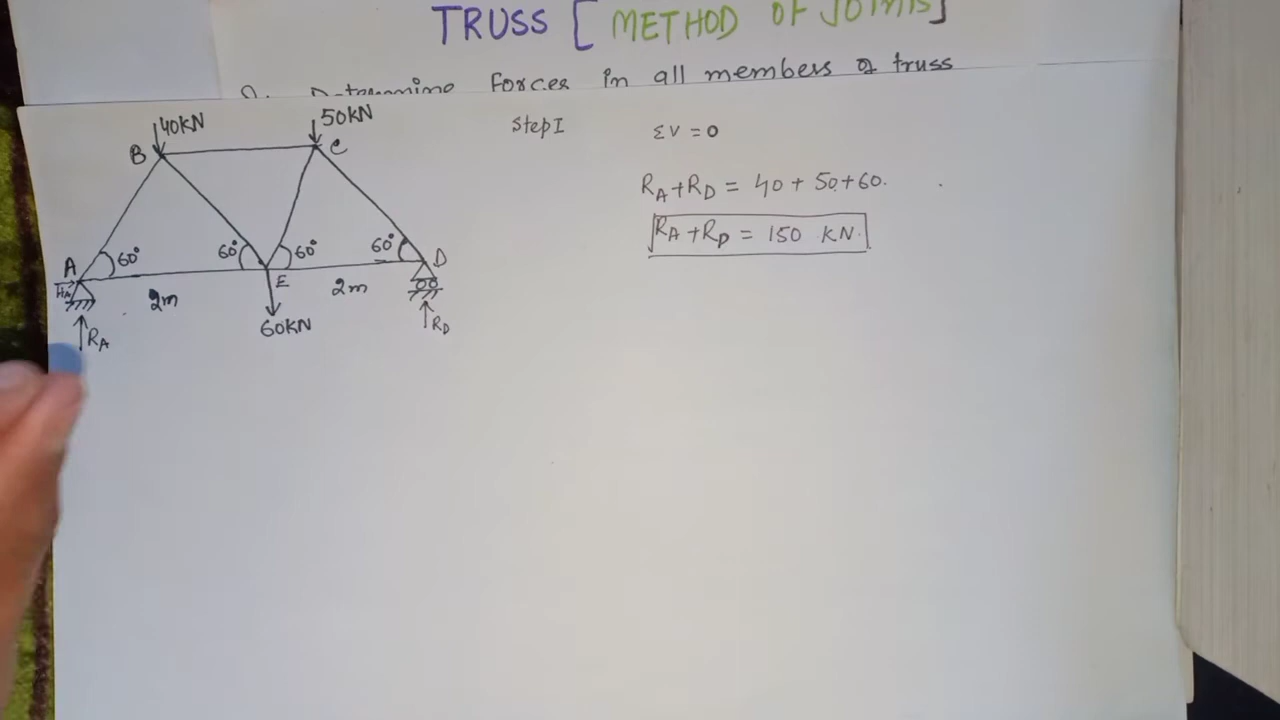 TRUSS [ METHOD OF JOINTS]
Forces in all members of truss
40KN
50KN
B
C
60°
60°
60°
60°
A
E
D
2m
2m
60KN
RA
RD
Step I
ΣV = 0
RA+RD = 40 + 50+60.
RA+RD = 150 KN.